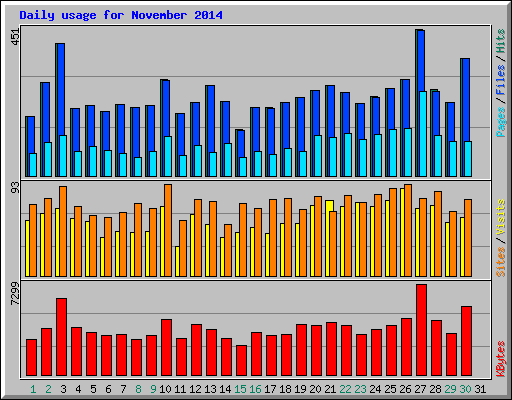 Daily usage for November 2014
451
Pages/Files/Hits
93
Sites/Visits
7299
KBytes
1 2 3 4 5 6 7 8 9 10 11 12 13 14 15 16 17 18 19 20 21 22 23 24 25 26 27 28 29 30 31